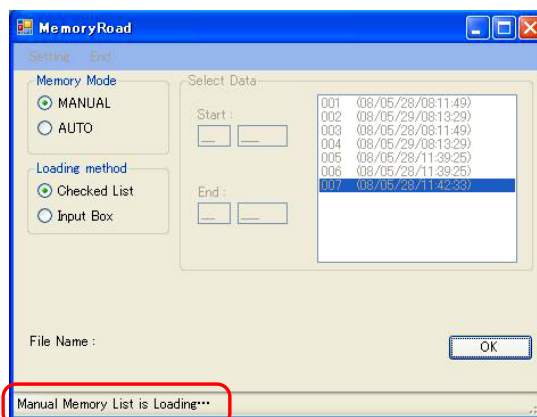 MemoryRoad
Setting End
Memory Mode
MANUAL
AUTO
Loading method
Checked List
Input Box
Select Data
Start :
End :
001 (08/05/28/08:11:49)
002 (08/05/29/08:13:29)
003 (08/05/28/08:11:49)
004 (08/05/29/08:13:29)
005 (08/05/28/11:39:25)
006 (08/05/28/11:39:25)
007 (08/05/28/11:42:33)
File Name :
OK
Manual Memory List is Loading…